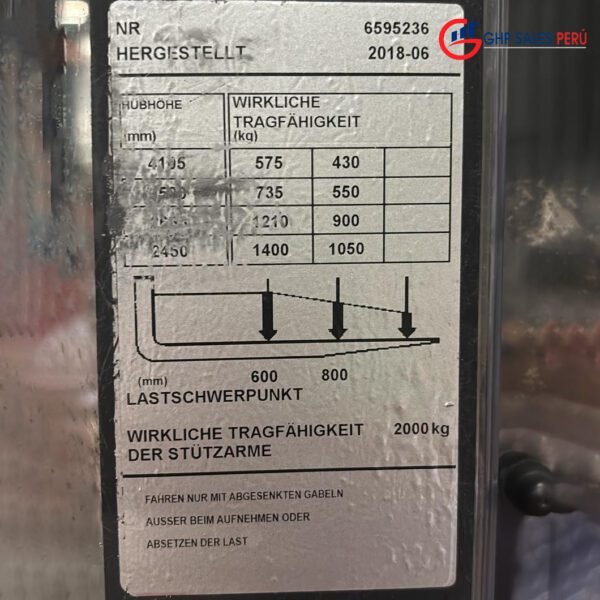 GHP SALES PERÚ
NR 6595236
HERGESTELLT 2018-06
HUBHÖHE
(mm)
WIRKLICHE
TRAGFÄHIGKEIT
(kg)
4105 575 430
735 550
1210 900
2450 1400 1050
(mm) 600 800
LASTSCHWERPUNKT
WIRKLICHE TRAGFÄHIGKEIT 2000 kg
DER STÜTZARME
FAHREN NUR MIT ABGESENKTEN GABELN
AUSSER BEIM AUFNEHMEN ODER
ABSETZEN DER LAST